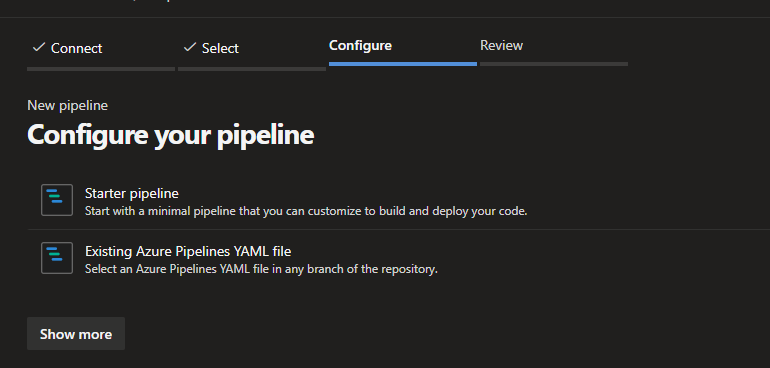 Connect
Select
Configure
Review
New pipeline
Configure your pipeline
Starter pipeline
Start with a minimal pipeline that you can customize to build and deploy your code.
Existing Azure Pipelines YAML file
Select an Azure Pipelines YAML file in any branch of the repository.
Show more